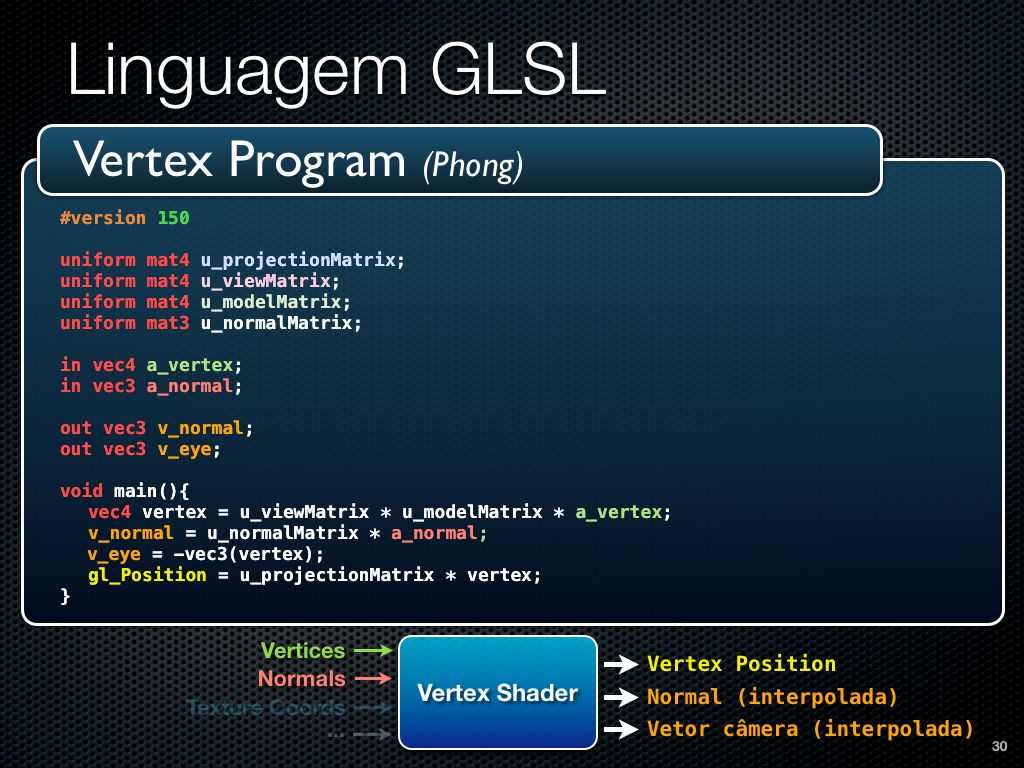 Linguagem GLSL
Vertex Program (Phong)
#version 150
uniform mat4 u_projectionMatrix;
uniform mat4 u_viewMatrix;
uniform mat4 u_modelMatrix;
uniform mat3 u_normalMatrix;
in vec4 a_vertex;
in vec3 a_normal;
out vec3 v_normal;
out vec3 v_eye;
void main(){
vec4 vertex = u_viewMatrix * u_modelMatrix * a_vertex;
v_normal = u_normalMatrix * a_normal;
v_eye = -vec3(vertex);
gl_Position = u_projectionMatrix * vertex;
}
Vertices
Normals
Texture Coords
...
Vertex Shader
Vertex Position
Normal (interpolada)
Vetor câmera (interpolada)
30